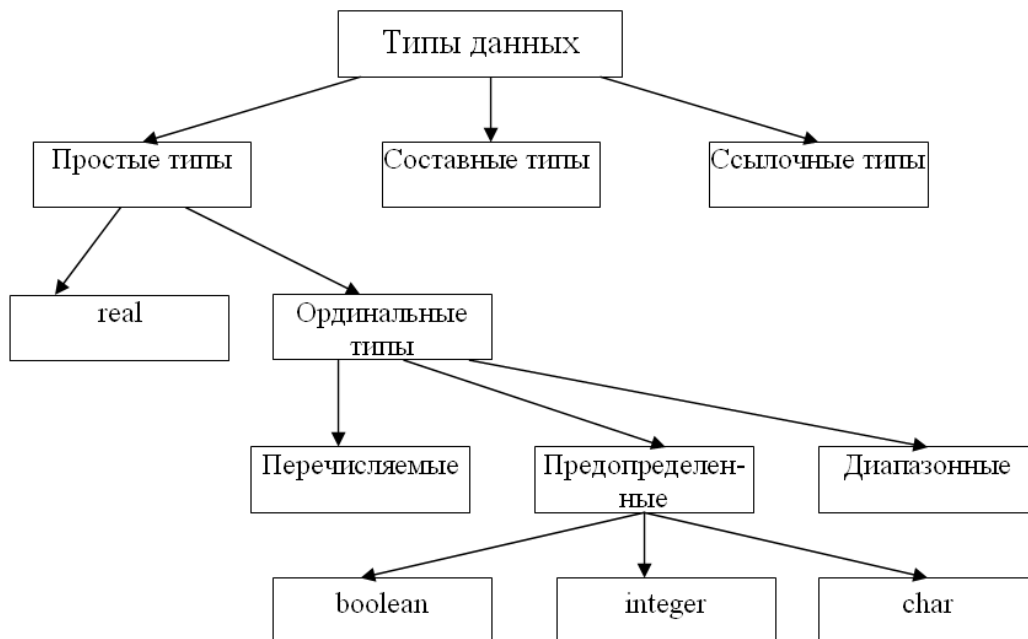 Типы данных
Простые типы
Составные типы
Ссылочные типы
real
Ординальные
типы
Перечисляемые
Предопределен-
ные
Диапазонные
boolean
integer
char